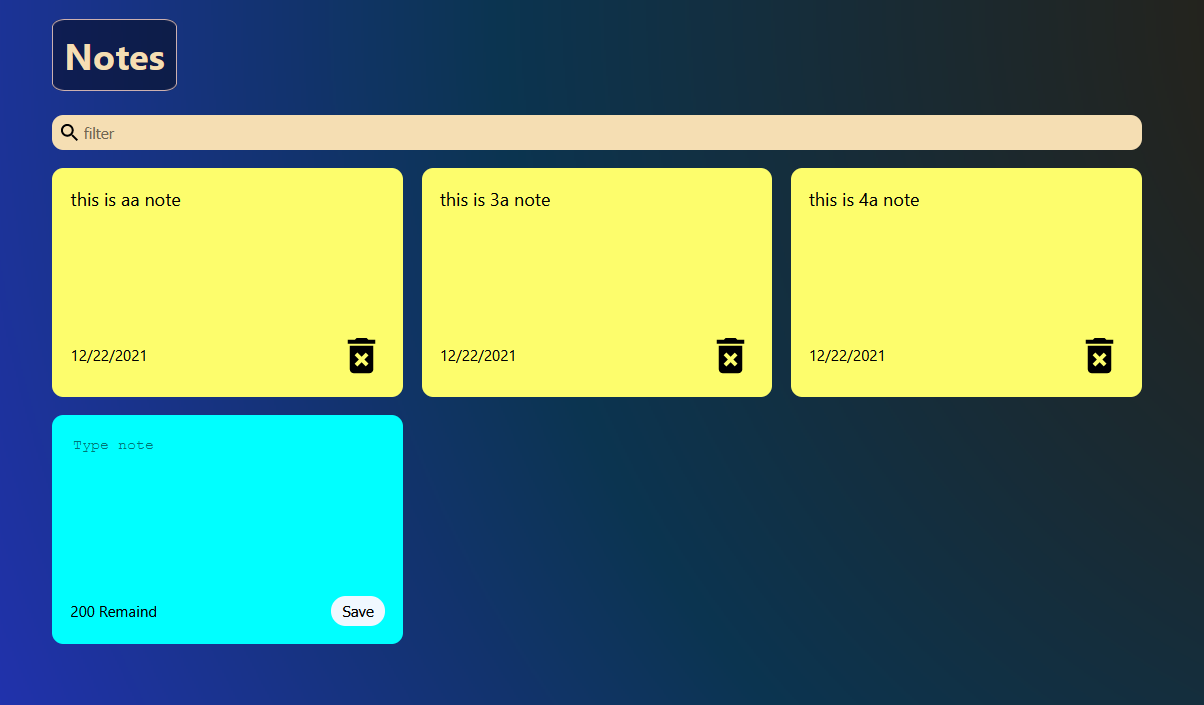 Notes
filter
this is aa note
this is 3a note
this is 4a note
12/22/2021
12/22/2021
12/22/2021
Type note
200 Remaind
Save